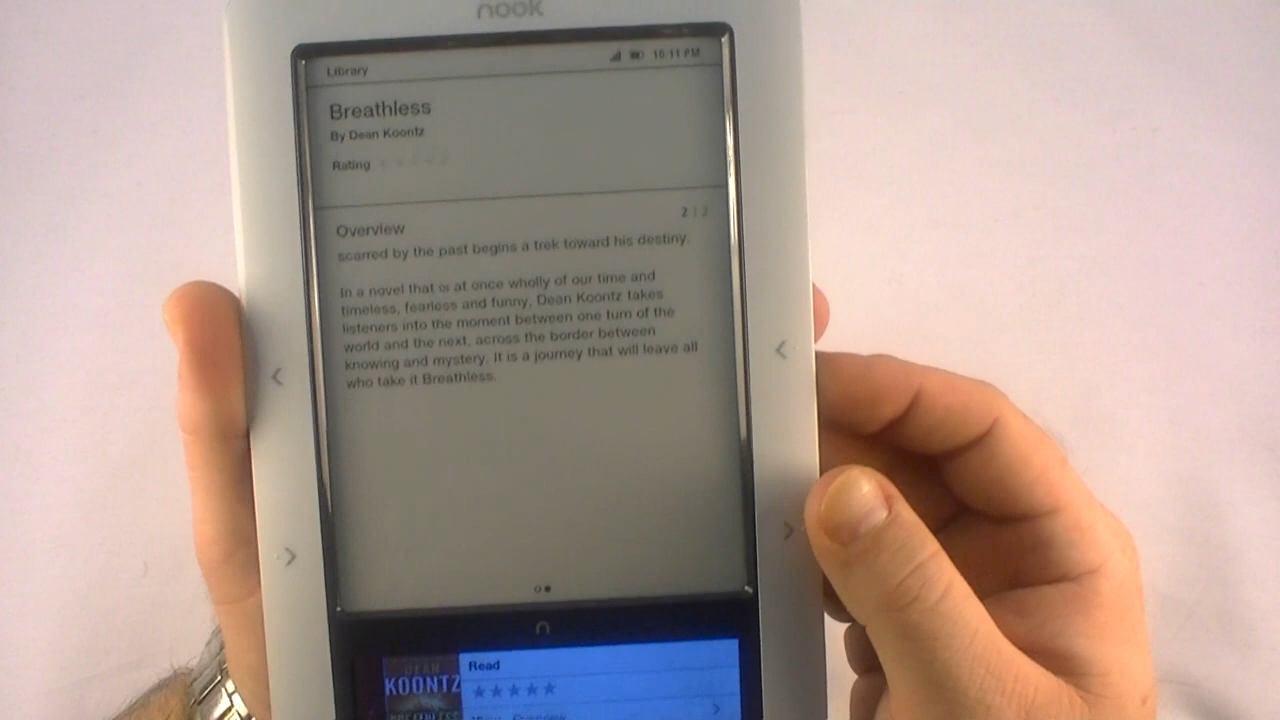 nook
Library 10:11 PM
Breathless
By Dean Koontz
Rating
2 | 2
Overview
scarred by the past begins a trek toward his destiny.
In a novel that is at once wholly of our time and
timeless, fearless and funny, Dean Koontz takes
listeners into the moment between one turn of the
world and the next, across the border between
knowing and mystery. It is a journey that will leave all
who take it Breathless.
DEAN
KOONTZ
BREATHLESS
Read
Overview